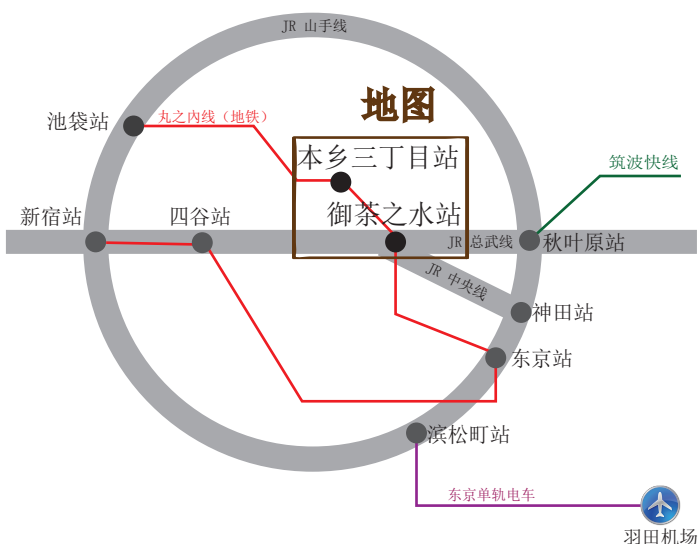 JR 山手线
地图
池袋站
丸之内线（地铁）
本乡三丁目站
筑波快线
新宿站
四谷站
御茶之水站
JR 总武线
秋叶原站
JR 中央线
神田站
东京站
滨松町站
东京单轨电车
羽田机场